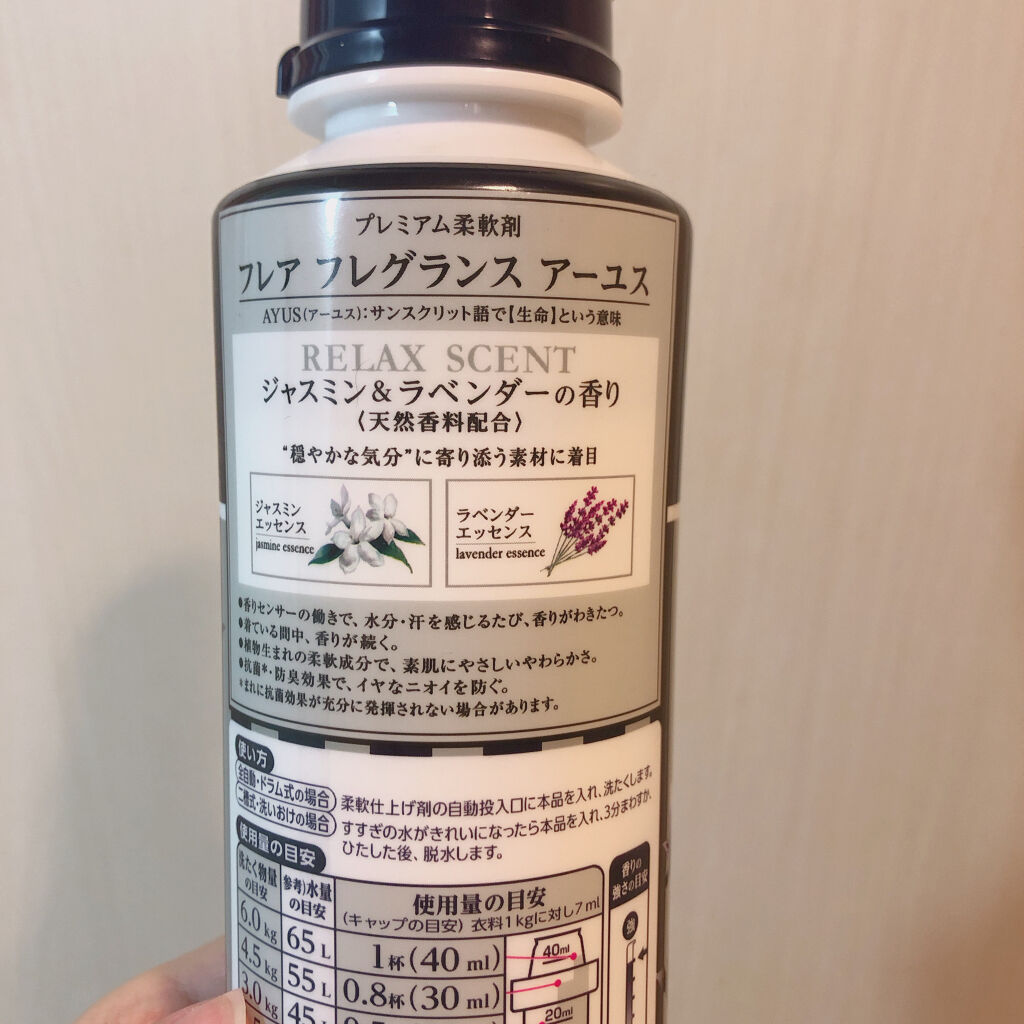 プレミアム柔軟剤
フレア フレグランス アーユス
AYUS(アーユス):サンスクリット語で【生命】という意味
RELAX SCENT
ジャスミン&ラベンダーの香り
〈天然香料配合〉
“穏やかな気分”に寄り添う素材に着目
ジャスミン
エッセンス
jasmine essence
ラベンダー
エッセンス
lavender essence
●香りセンサーの働きで、水分・汗を感じるたび、香りがわきたつ。
●着ている間中、香りが続く。
●植物生まれの柔軟成分で、素肌にやさしいやわらかさ。
●抗菌*・防臭効果で、イヤなニオイを防ぐ。
*まれに抗菌効果が充分に発揮されない場合があります。
使い方
全自動・ドラム式の場合
柔軟仕上げ剤の自動投入口に本品を入れ、洗たくします。
二槽式・洗いおけの場合
すすぎの水がきれいになったら本品を入れ、3分まわすか、
ひたした後、脱水します。
使用量の目安
洗たく物量
の目安
参考)水量
の目安
使用量の目安
(キャップの目安) 衣料1kgに対し7ml
香りの
強さの目安
強
6.0kg
65L
1杯(40 ml)
40ml
4.5kg
55L
0.8杯(30 ml)
3.0kg
45L
20ml